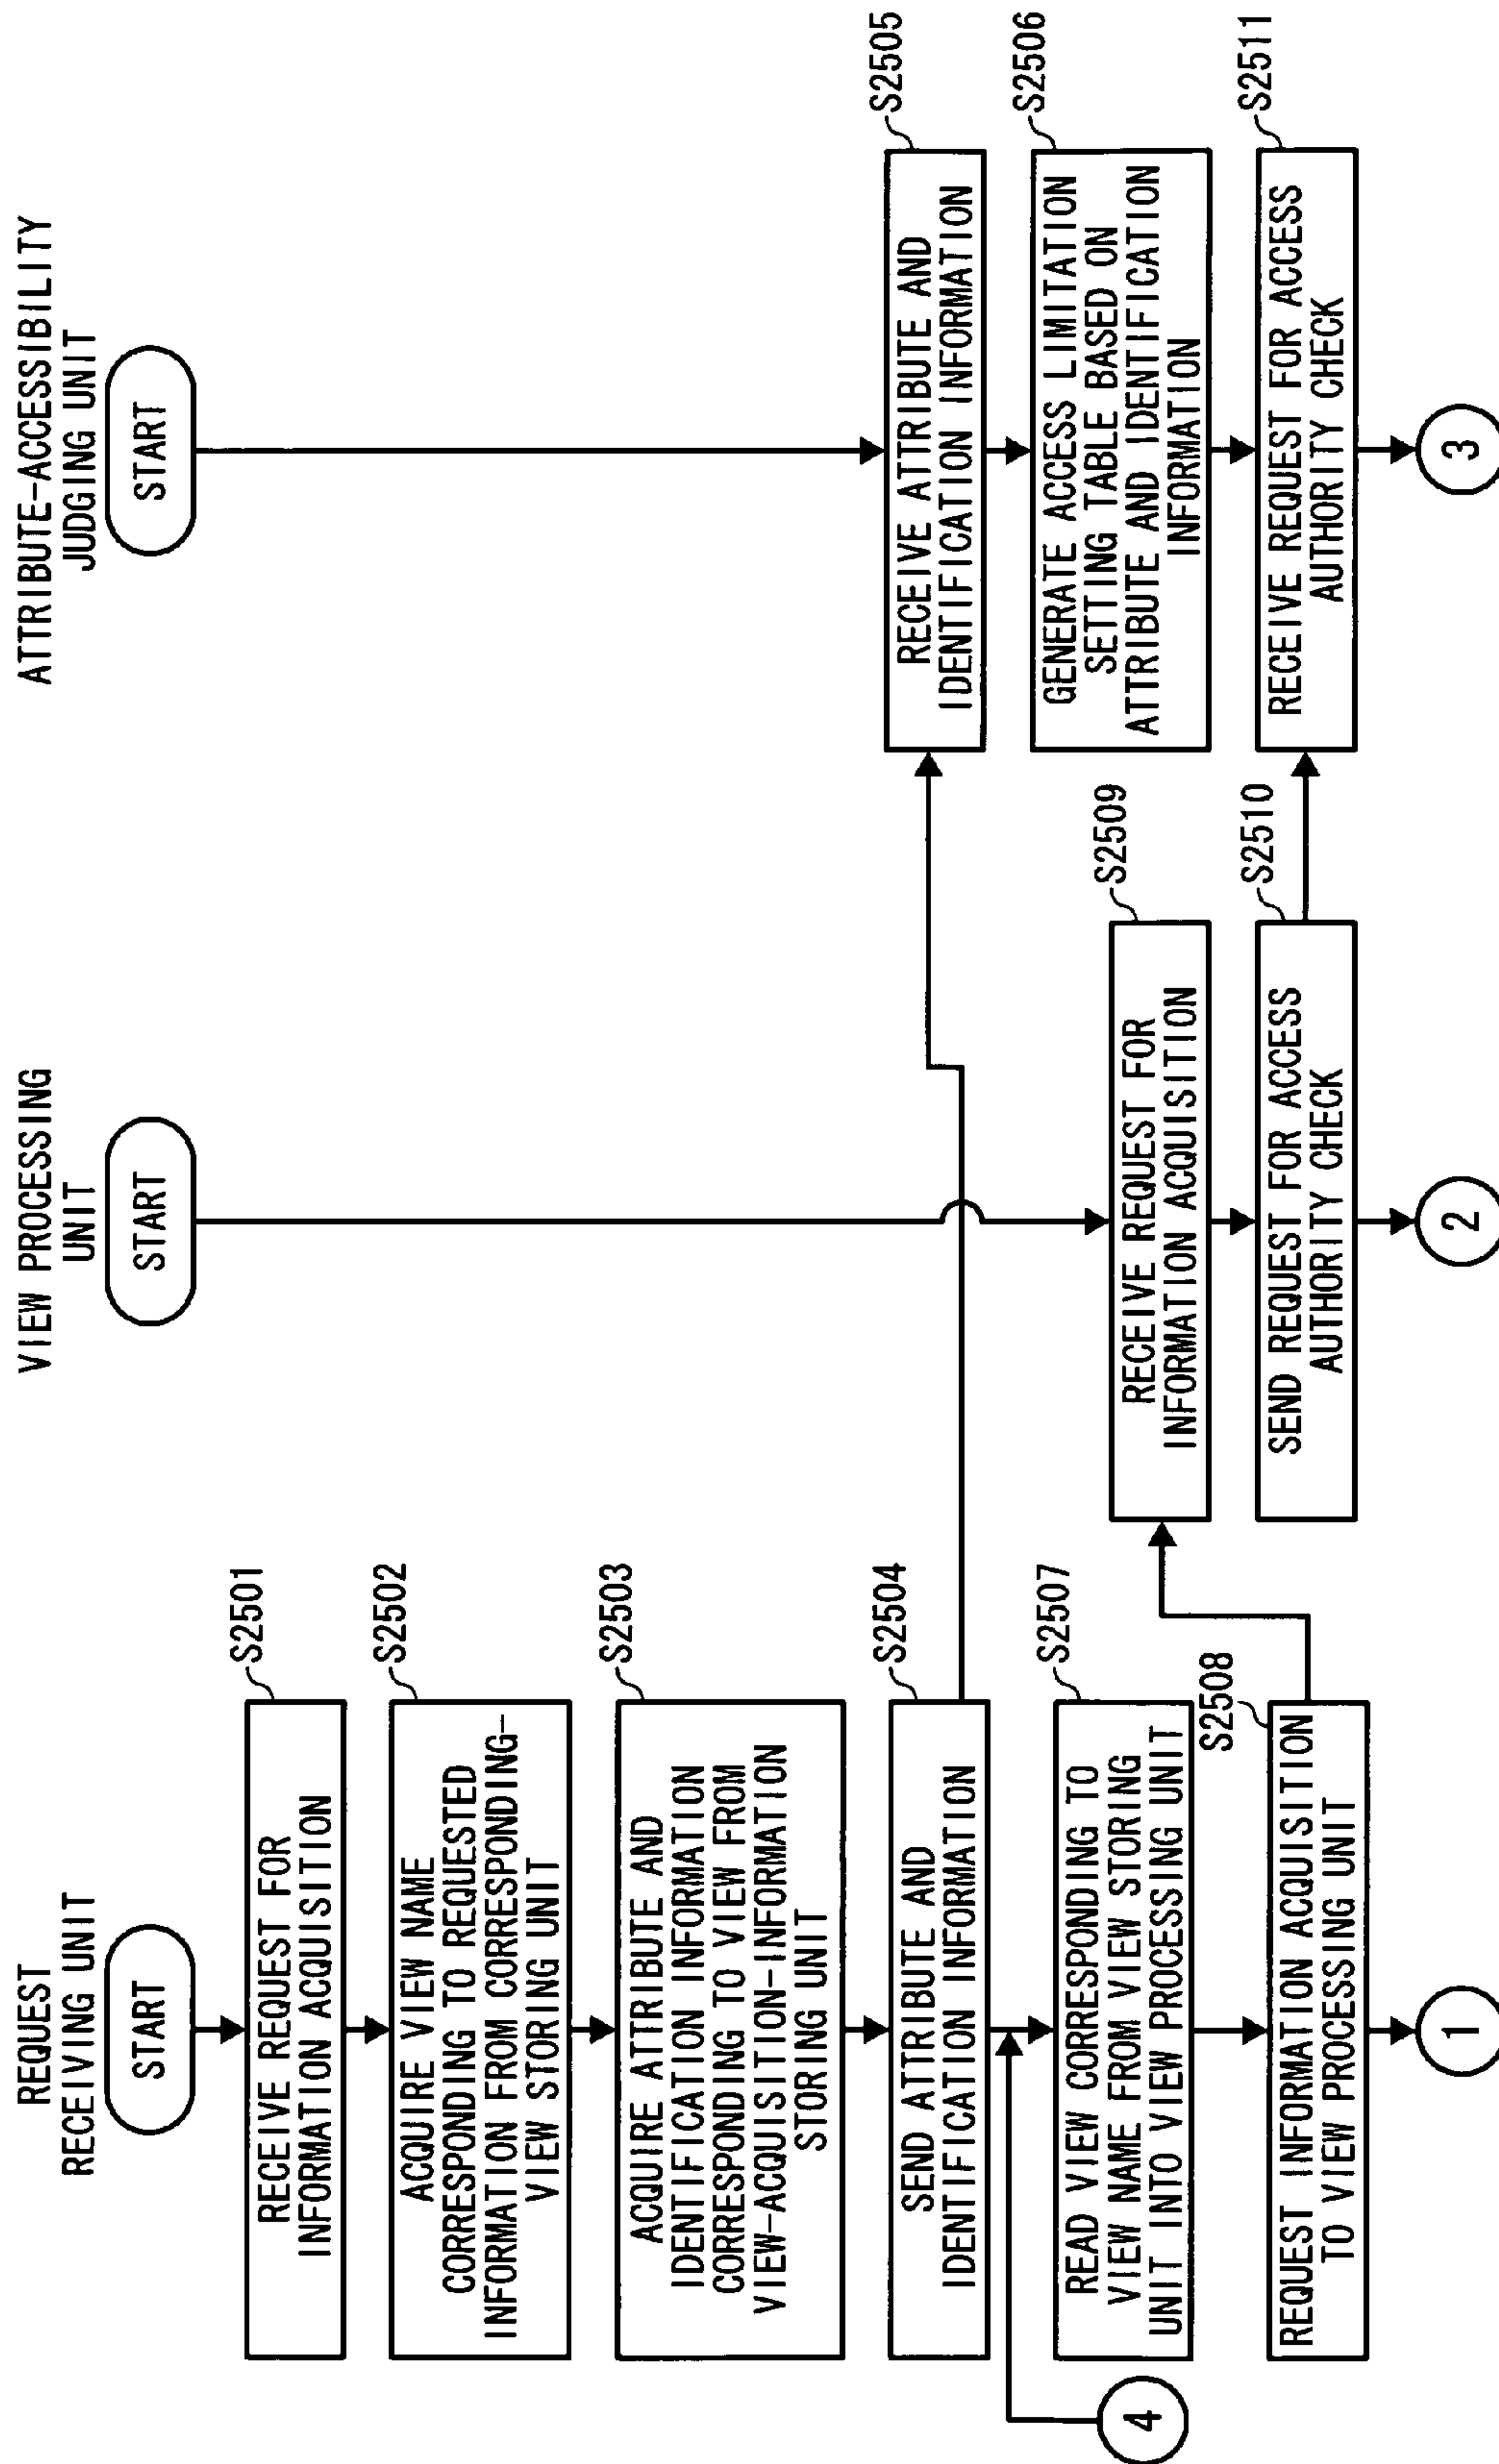 REQUEST
RECEIVING UNIT
START
RECEIVE REQUEST FOR
INFORMATION ACQUISITION
S2501
ACQUIRE VIEW NAME
CORRESPONDING TO REQUESTED
INFORMATION FROM CORRESPONDING-
VIEW STORING UNIT
S2502
ACQUIRE ATTRIBUTE AND
IDENTIFICATION INFORMATION
CORRESPONDING TO VIEW FROM
VIEW-ACQUISITION-INFORMATION
STORING UNIT
S2503
SEND ATTRIBUTE AND
IDENTIFICATION INFORMATION
S2504
4
READ VIEW CORRESPONDING TO
VIEW NAME FROM VIEW STORING
UNIT INTO VIEW PROCESSING UNIT
S2507
REQUEST INFORMATION ACQUISITION
TO VIEW PROCESSING UNIT
S2508
1
VIEW PROCESSING
UNIT
START
RECEIVE REQUEST FOR
INFORMATION ACQUISITION
S2509
SEND REQUEST FOR ACCESS
AUTHORITY CHECK
S2510
2
ATTRIBUTE-ACCESSIBILITY
JUDGING UNIT
START
RECEIVE ATTRIBUTE AND
IDENTIFICATION INFORMATION
S2505
GENERATE ACCESS LIMITATION
SETTING TABLE BASED ON
ATTRIBUTE AND IDENTIFICATION
INFORMATION
S2506
RECEIVE REQUEST FOR ACCESS
AUTHORITY CHECK
S2511
3